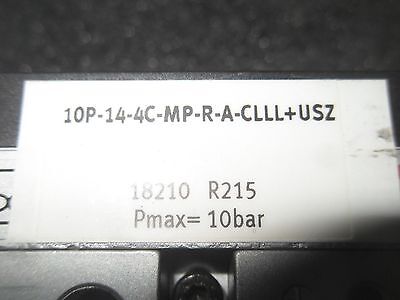 10P-14-4C-MP-R-A-CLLL+USZ
18210 R215
Pmax= 10bar